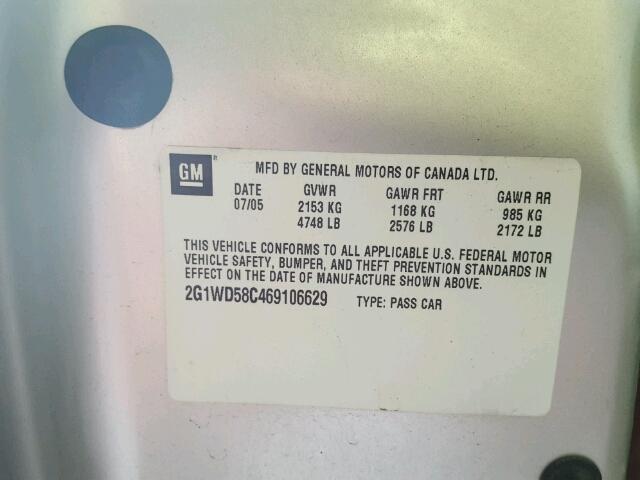 GM ® MFD BY GENERAL MOTORS OF CANADA LTD.
DATE GVWR GAWR FRT GAWR RR
07/05 2153 KG 1168 KG 985 KG
4748 LB 2576 LB 2172 LB
THIS VEHICLE CONFORMS TO ALL APPLICABLE U.S. FEDERAL MOTOR
VEHICLE SAFETY, BUMPER, AND THEFT PREVENTION STANDARDS IN
EFFECT ON THE DATE OF MANUFACTURE SHOWN ABOVE.
2G1WD58C469106629 TYPE: PASS CAR